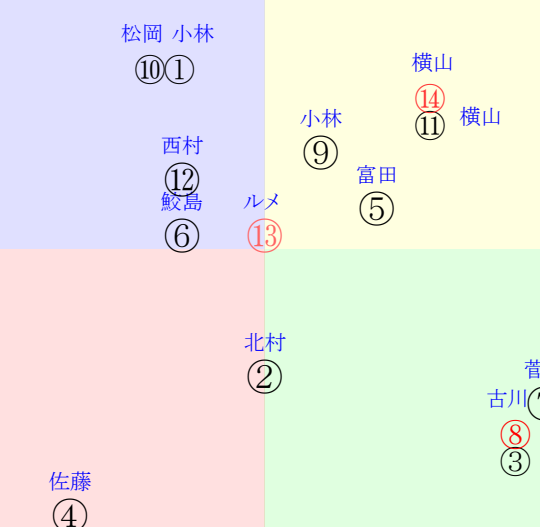 松岡 小林
⑩①
横山
⑭
⑪ 横山
小林
⑨
西村
⑫
富田
⑤
鮫島 ルメ
⑥ ⑬
北村
②
菅
古川
⑧
③
佐藤
④